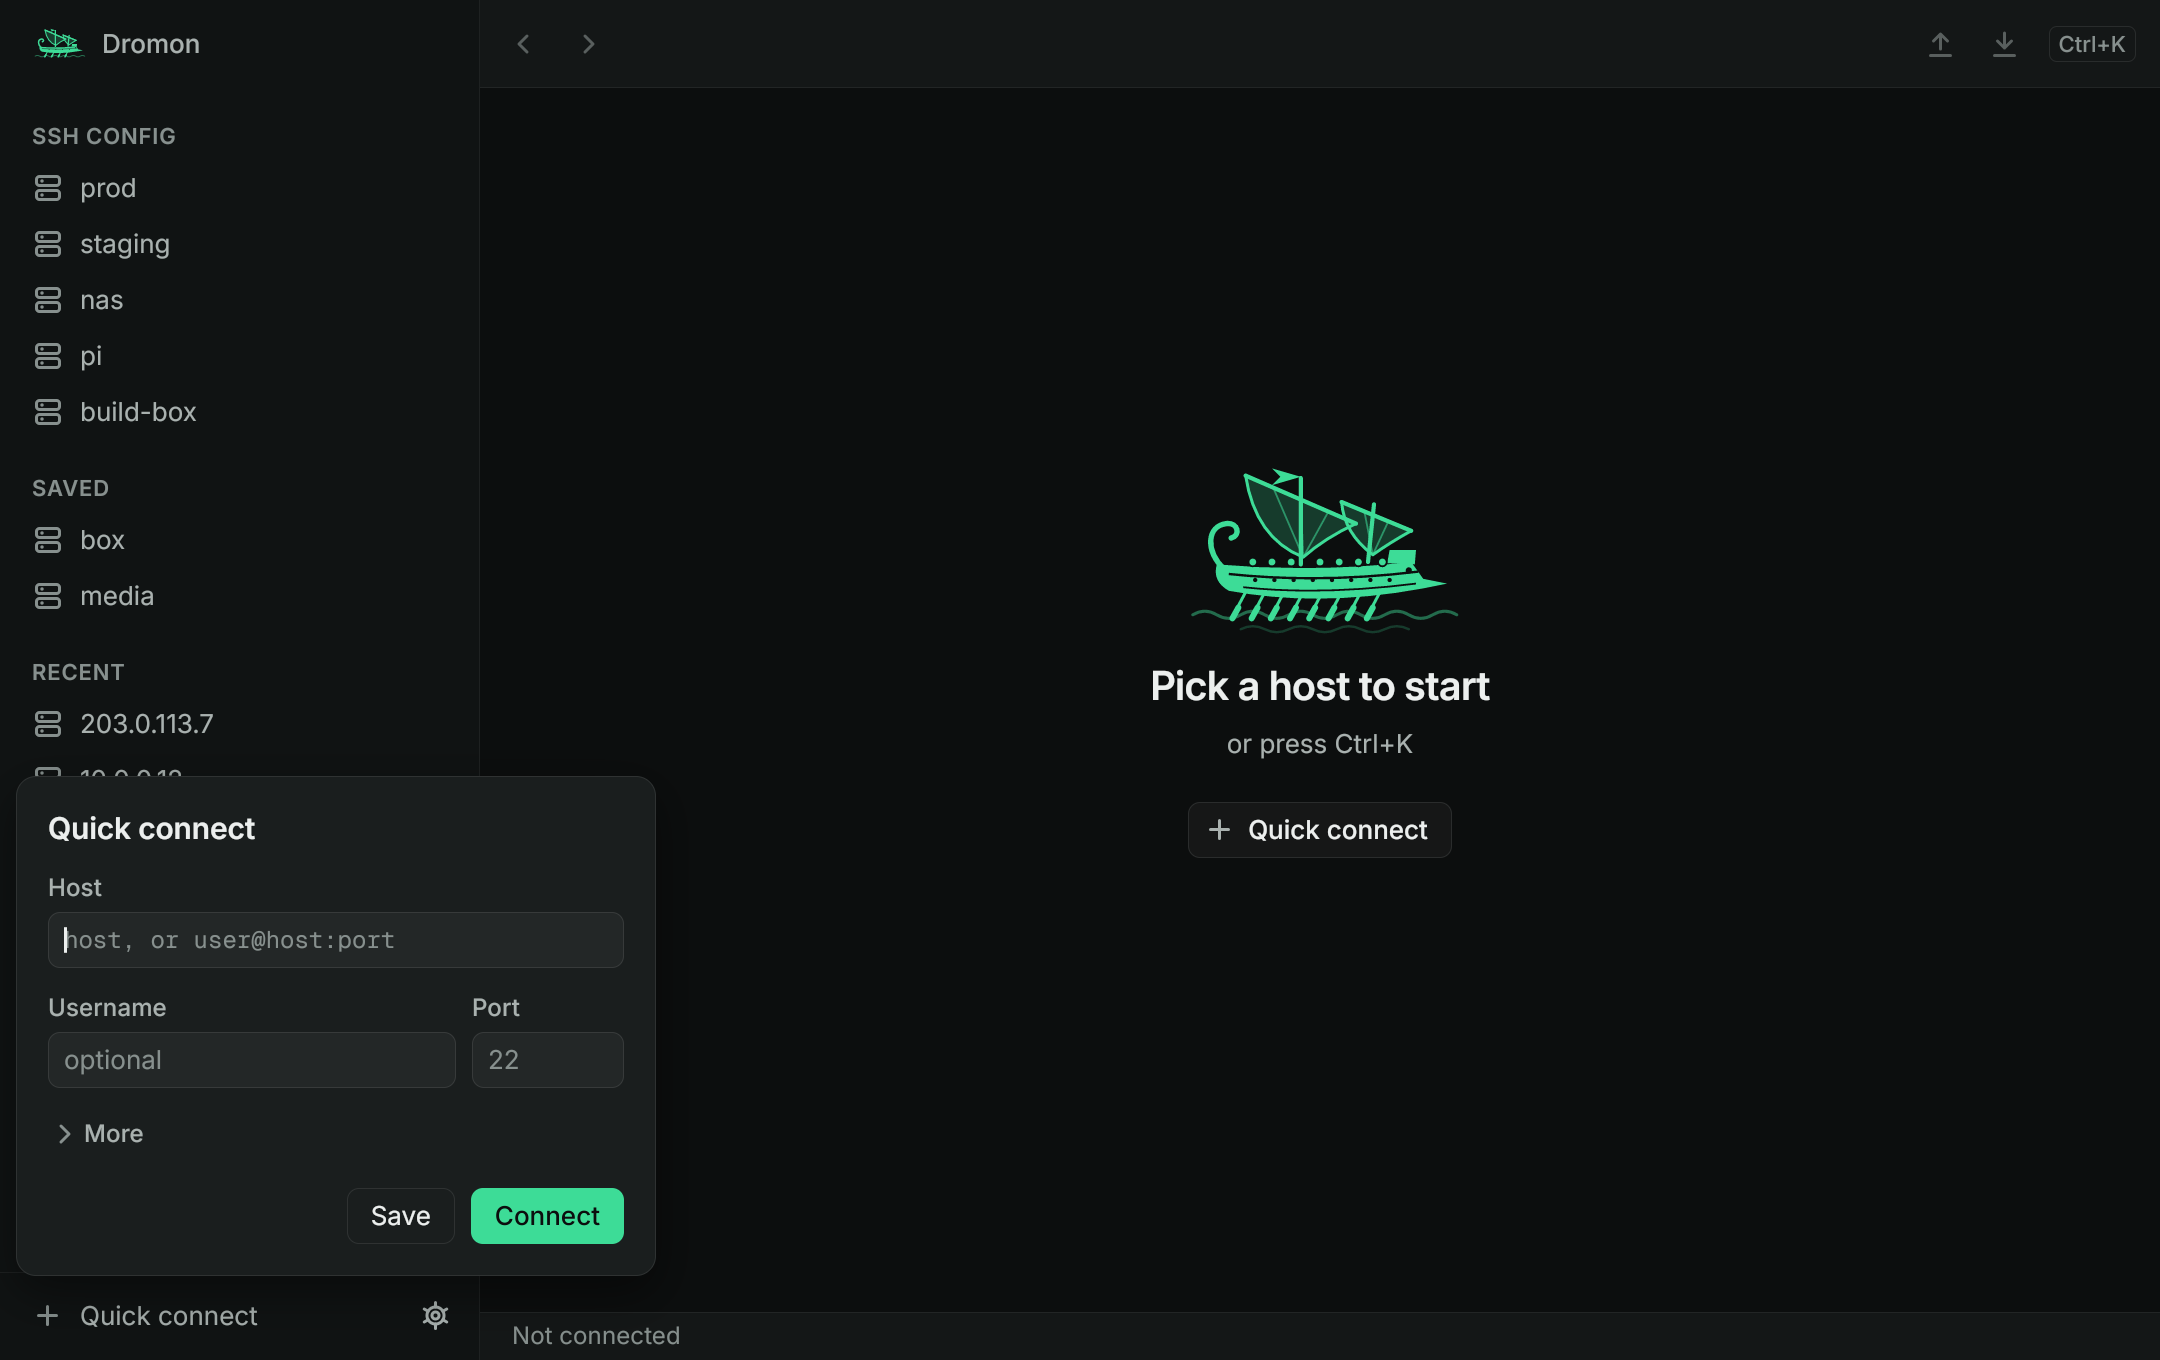 Dromon
Ctrl+K
SSH CONFIG
prod
staging
nas
pi
build-box
SAVED
box
media
RECENT
203.0.113.7
Quick connect
Host
host, or user@host:port
Username
Port
optional
22
More
Save
Connect
Quick connect
Pick a host to start
or press Ctrl+K
Quick connect
Not connected